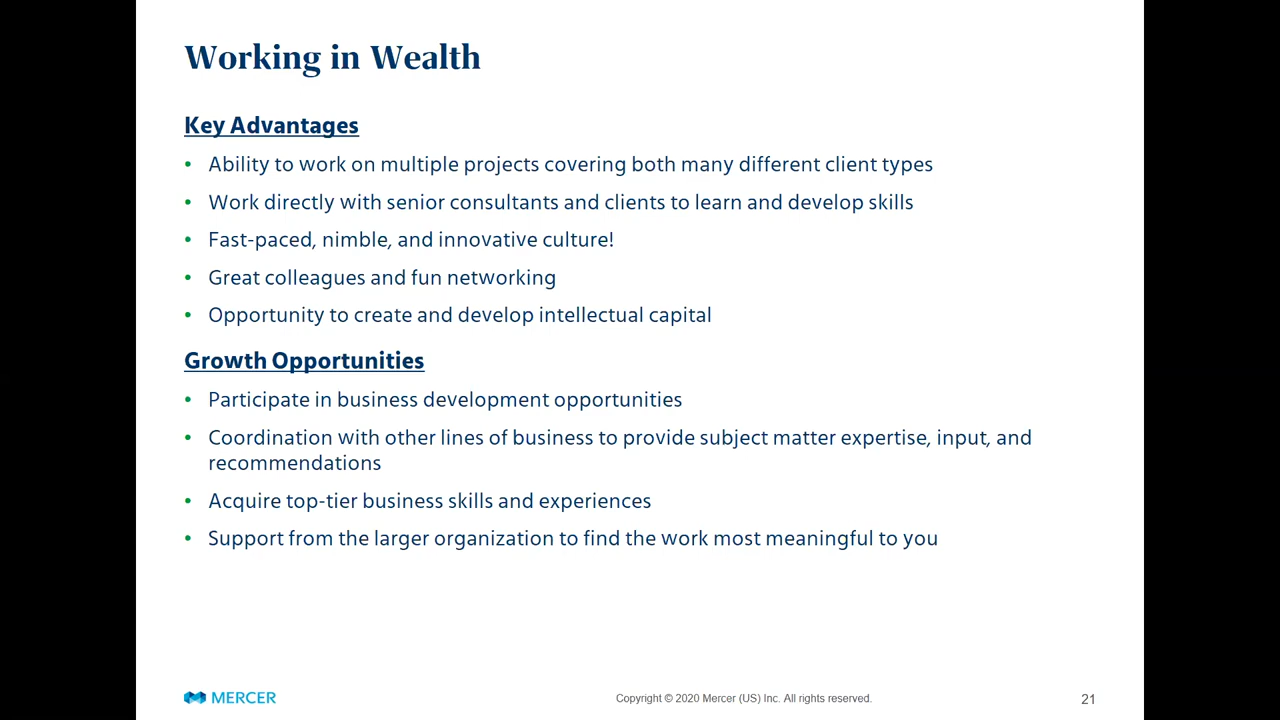 Working in Wealth
Key Advantages
• Ability to work on multiple projects covering both many different client types
• Work directly with senior consultants and clients to learn and develop skills
• Fast-paced, nimble, and innovative culture!
• Great colleagues and fun networking
• Opportunity to create and develop intellectual capital
Growth Opportunities
• Participate in business development opportunities
• Coordination with other lines of business to provide subject matter expertise, input, and
recommendations
• Acquire top-tier business skills and experiences
• Support from the larger organization to find the work most meaningful to you
MERCER
Copyright © 2020 Mercer (US) Inc. All rights reserved.
21